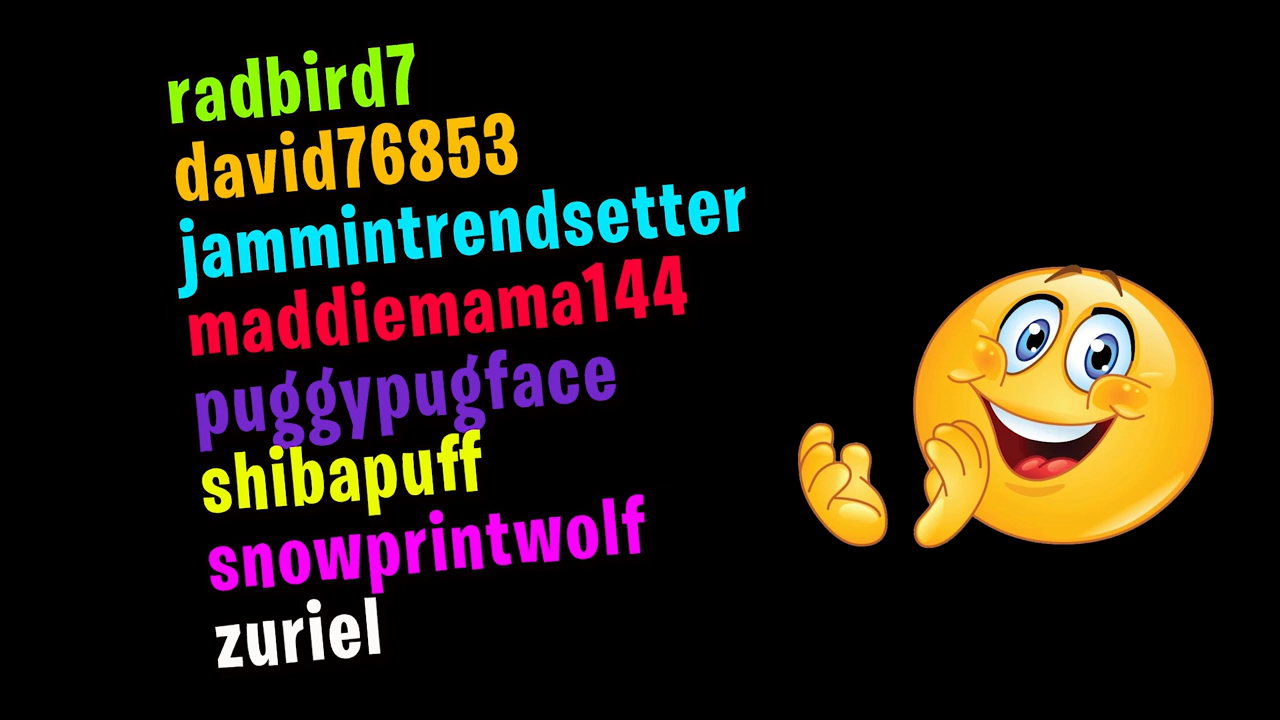 radbird7
david76853
jammintrendsetter
maddiemama144
puggypugface
shibapuff
snowprintwolf
zuriel